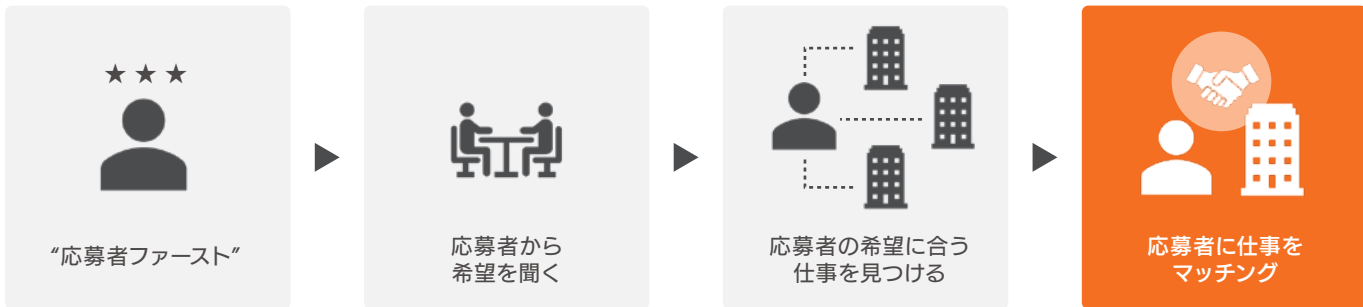 “応募者ファースト”
応募者から
希望を聞く
応募者の希望に合う
仕事を見つける
応募者に仕事を
マッチング